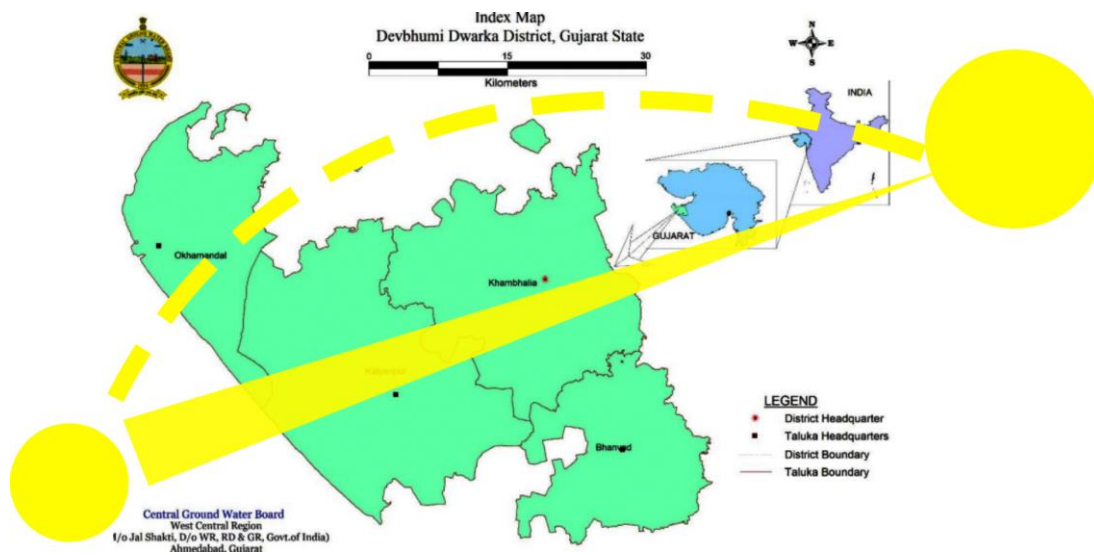 Index Map
Devbhumi Dwarka District, Gujarat State
0 15 30
Kilometers
N
W E
S
INDIA
GUJARAT
Okhamandal
Khambhalia
Kalyanpur
Bhanvad
LEGEND
District Headquarter
Taluka Headquarters
District Boundary
Taluka Boundary
Central Ground Water Board
West Central Region
I/o Jal Shakti, D/o WR, RD & GR, Govt.of India)
Ahmedabad, Gujarat